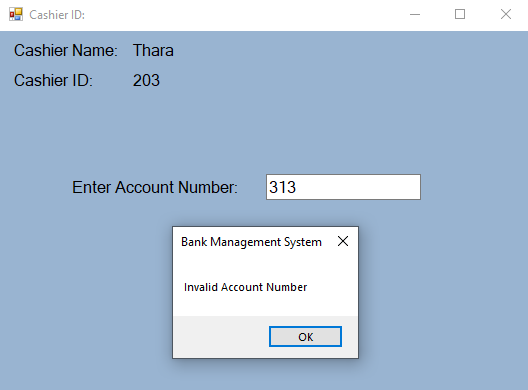 Cashier ID:
Cashier Name: Thara
Cashier ID: 203
Enter Account Number: 313
Bank Management System
Invalid Account Number
OK